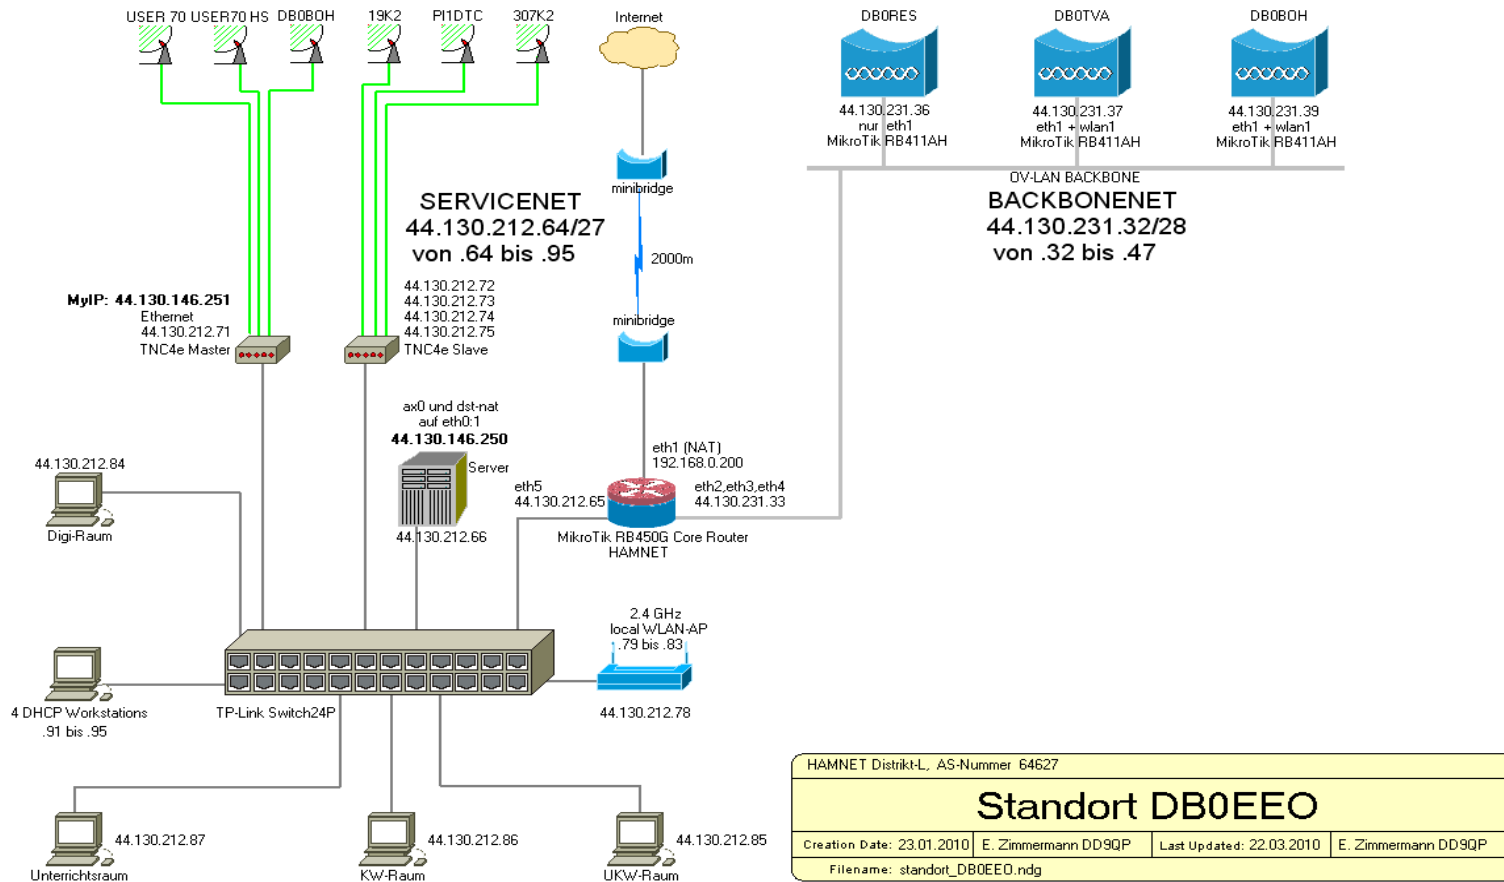 USER 70
USER70 HS
DB0BOH
19K2
PI1DTC
307K2
Internet
DB0RES
DB0TVA
DB0BOH
44.130.231.36
nur eth1
MikroTik RB411AH
44.130.231.37
eth1 + wlan1
MikroTik RB411AH
44.130.231.39
eth1 + wlan1
MikroTik RB411AH
OV-LAN BACKBONE
BACKBONENET
44.130.231.32/28
von .32 bis .47
minibridge
SERVICENET
44.130.212.64/27
von .64 bis .95
2000m
minibridge
MyIP: 44.130.146.251
Ethernet
44.130.212.71
TNC4e Master
44.130.212.72
44.130.212.73
44.130.212.74
44.130.212.75
TNC4e Slave
ax0 und dst-nat
auf eth0:1
44.130.146.250
Server
44.130.212.66
eth1 (NAT)
192.168.0.200
eth5
44.130.212.65
eth2,eth3,eth4
44.130.231.33
MikroTik RB450G Core Router
HAMNET
44.130.212.84
Digi-Raum
2.4 GHz
local WLAN-AP
.79 bis .83
44.130.212.78
4 DHCP Workstations
.91 bis .95
TP-Link Switch24P
44.130.212.87
Unterrichtsraum
44.130.212.86
KW-Raum
44.130.212.85
UKW-Raum
HAMNET Distrikt-L, AS-Nummer 64627
Standort DB0EEO
Creation Date: 23.01.2010
E. Zimmermann DD9QP
Last Updated: 22.03.2010
E. Zimmermann DD9QP
Filename: standort_DB0EEO.ndg